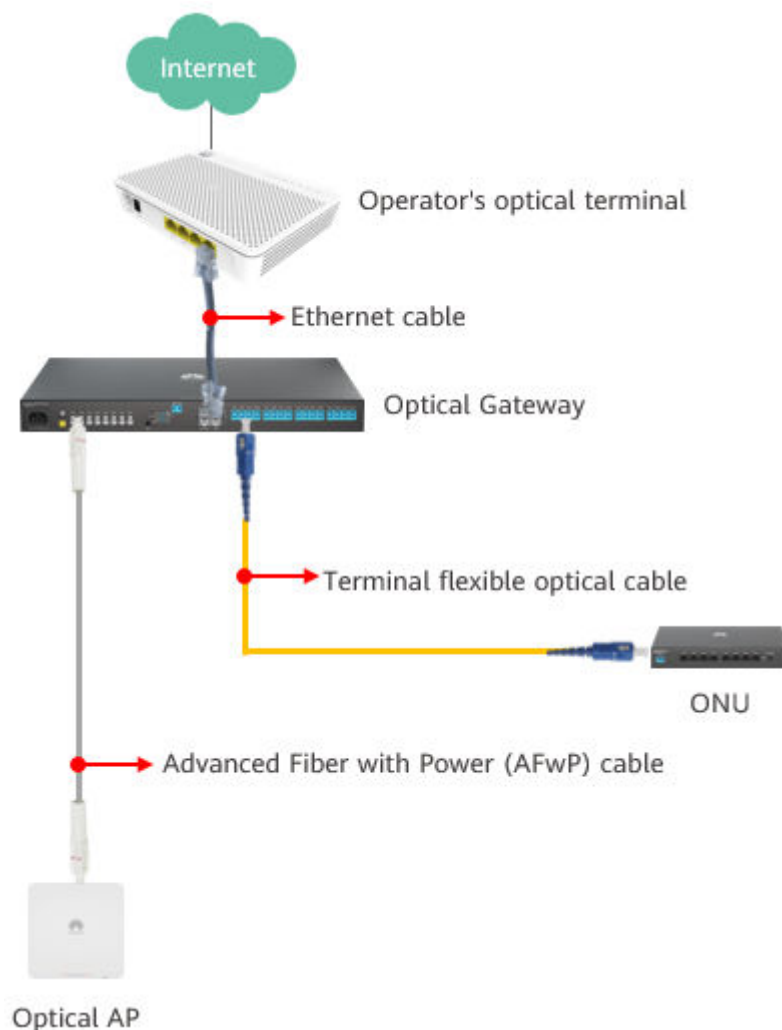 Internet
Operator's optical terminal
Ethernet cable
Optical Gateway
Terminal flexible optical cable
ONU
Advanced Fiber with Power (AFwP) cable
Optical AP